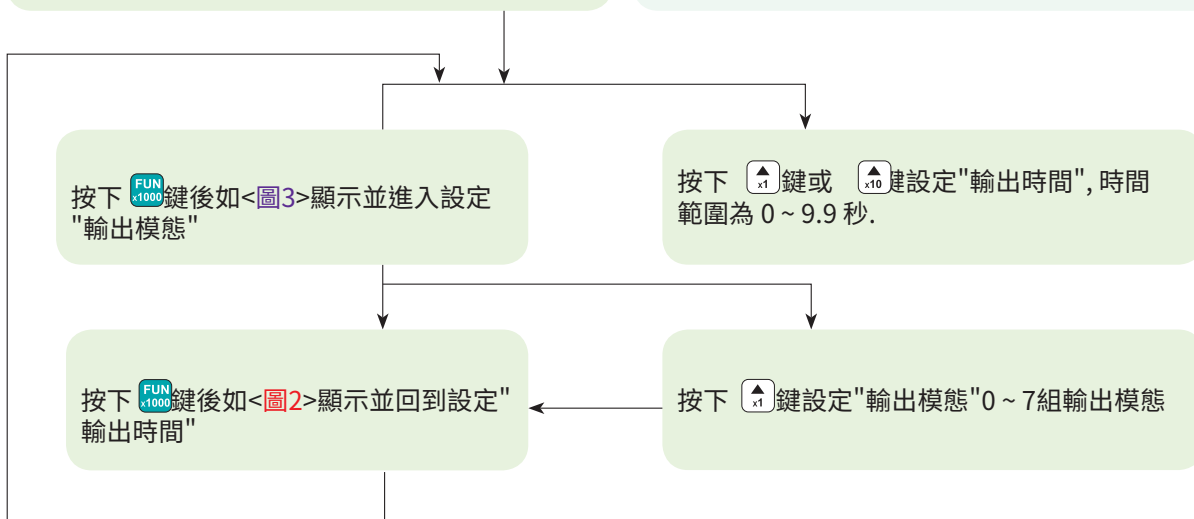 按下 FUN x1000 鍵後如<圖3>顯示並進入設定
"輸出模態"
按下 x1 鍵或 x10 鍵設定"輸出時間", 時間
範圍為 0 ~ 9.9 秒.
按下 FUN x1000 鍵後如<圖2>顯示並回到設定"
輸出時間"
按下 x1 鍵設定"輸出模態"0 ~ 7組輸出模態